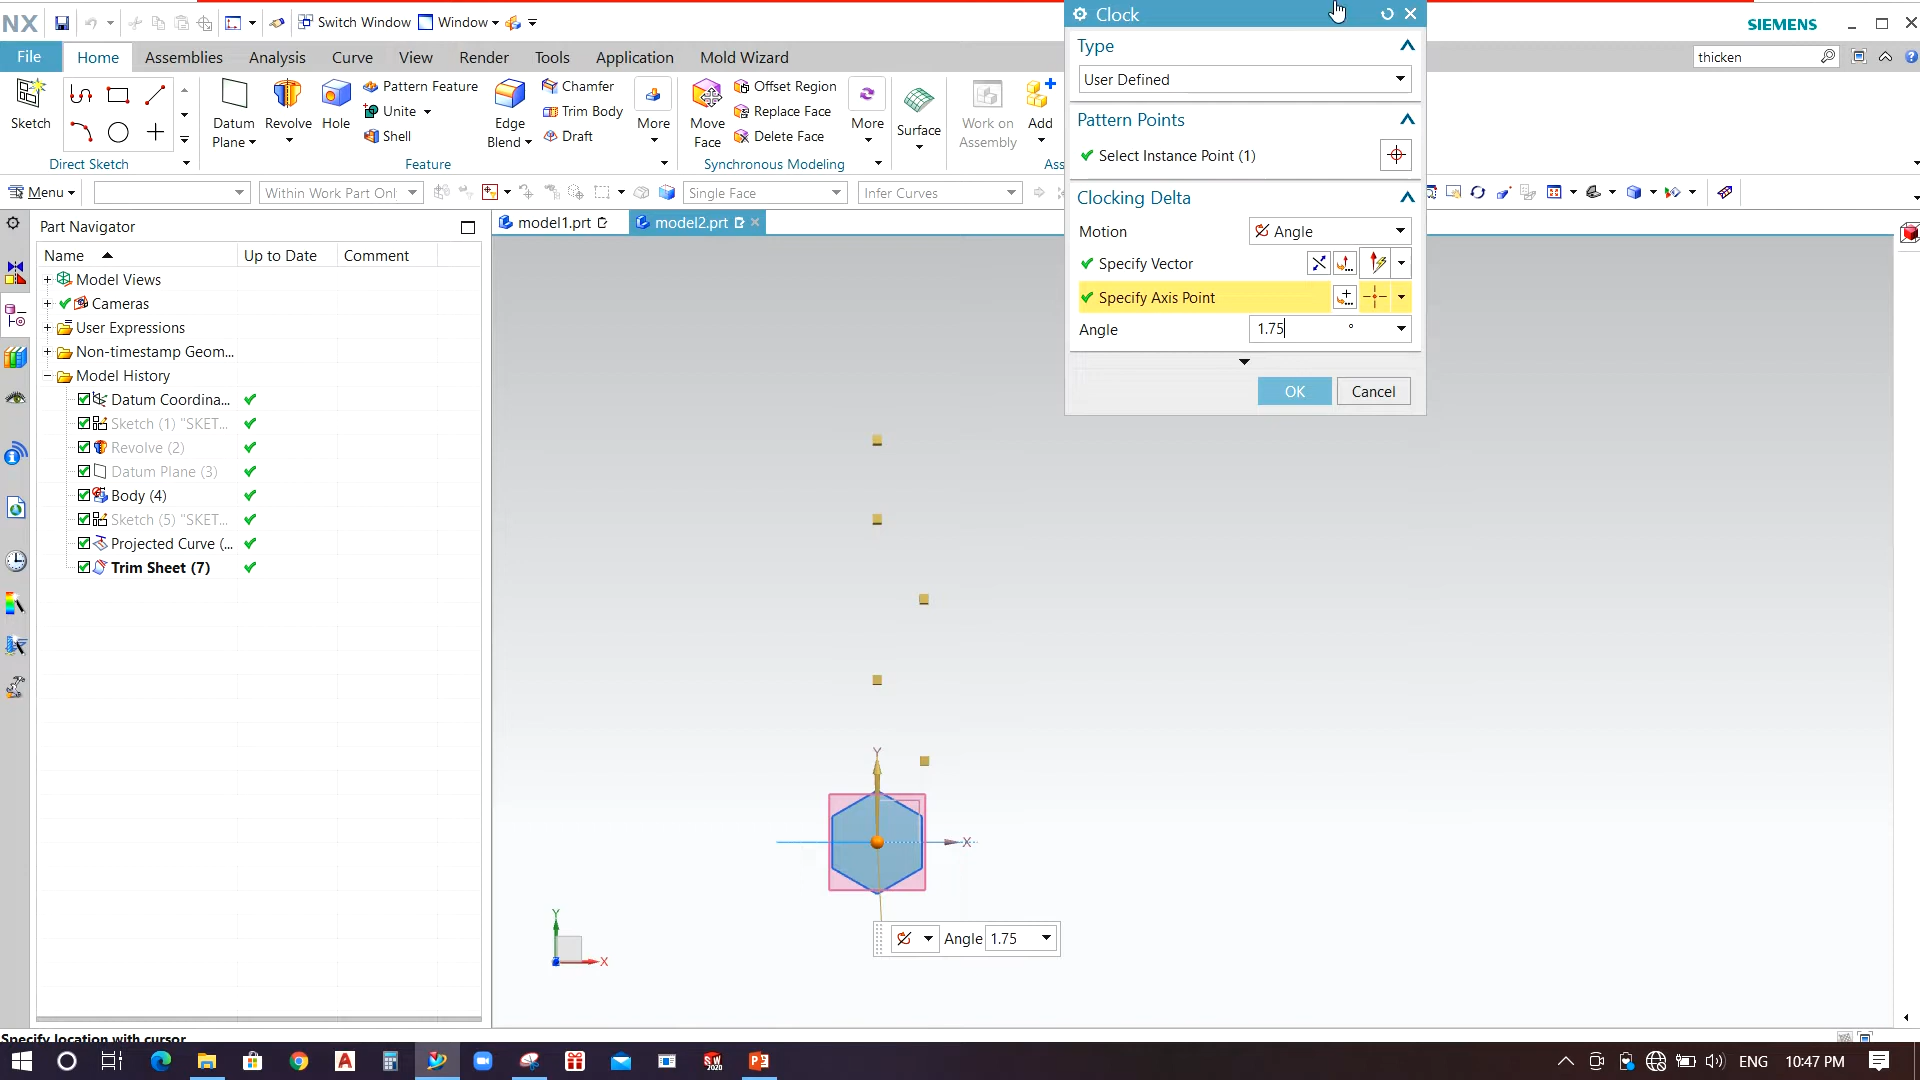 NX
Switch Window
Window
SIEMENS
Clock
File
Home
Assemblies
Analysis
Curve
View
Render
Tools
Application
Mold Wizard
thicken
Type
User Defined
Sketch
Direct Sketch
Datum
Plane
Revolve
Hole
Pattern Feature
Unite
Shell
Edge
Blend
Chamfer
Trim Body
Draft
More
Feature
Move
Face
Offset Region
Replace Face
Delete Face
More
Synchronous Modeling
Surface
Work on
Assembly
Add
Ass
Pattern Points
Select Instance Point (1)
Clocking Delta
Motion
Angle
Specify Vector
Specify Axis Point
Angle
1.75
°
OK
Cancel
Menu
Within Work Part Onl
Single Face
Infer Curves
Part Navigator
model1.prt
model2.prt
Name
Up to Date
Comment
Model Views
Cameras
User Expressions
Non-timestamp Geom...
Model History
Datum Coordina...
Sketch (1) "SKET...
Revolve (2)
Datum Plane (3)
Body (4)
Sketch (5) "SKET...
Projected Curve (...
Trim Sheet (7)
Y
X
Angle 1.75
Y
X
Specify location with cursor
ENG
10:47 PM